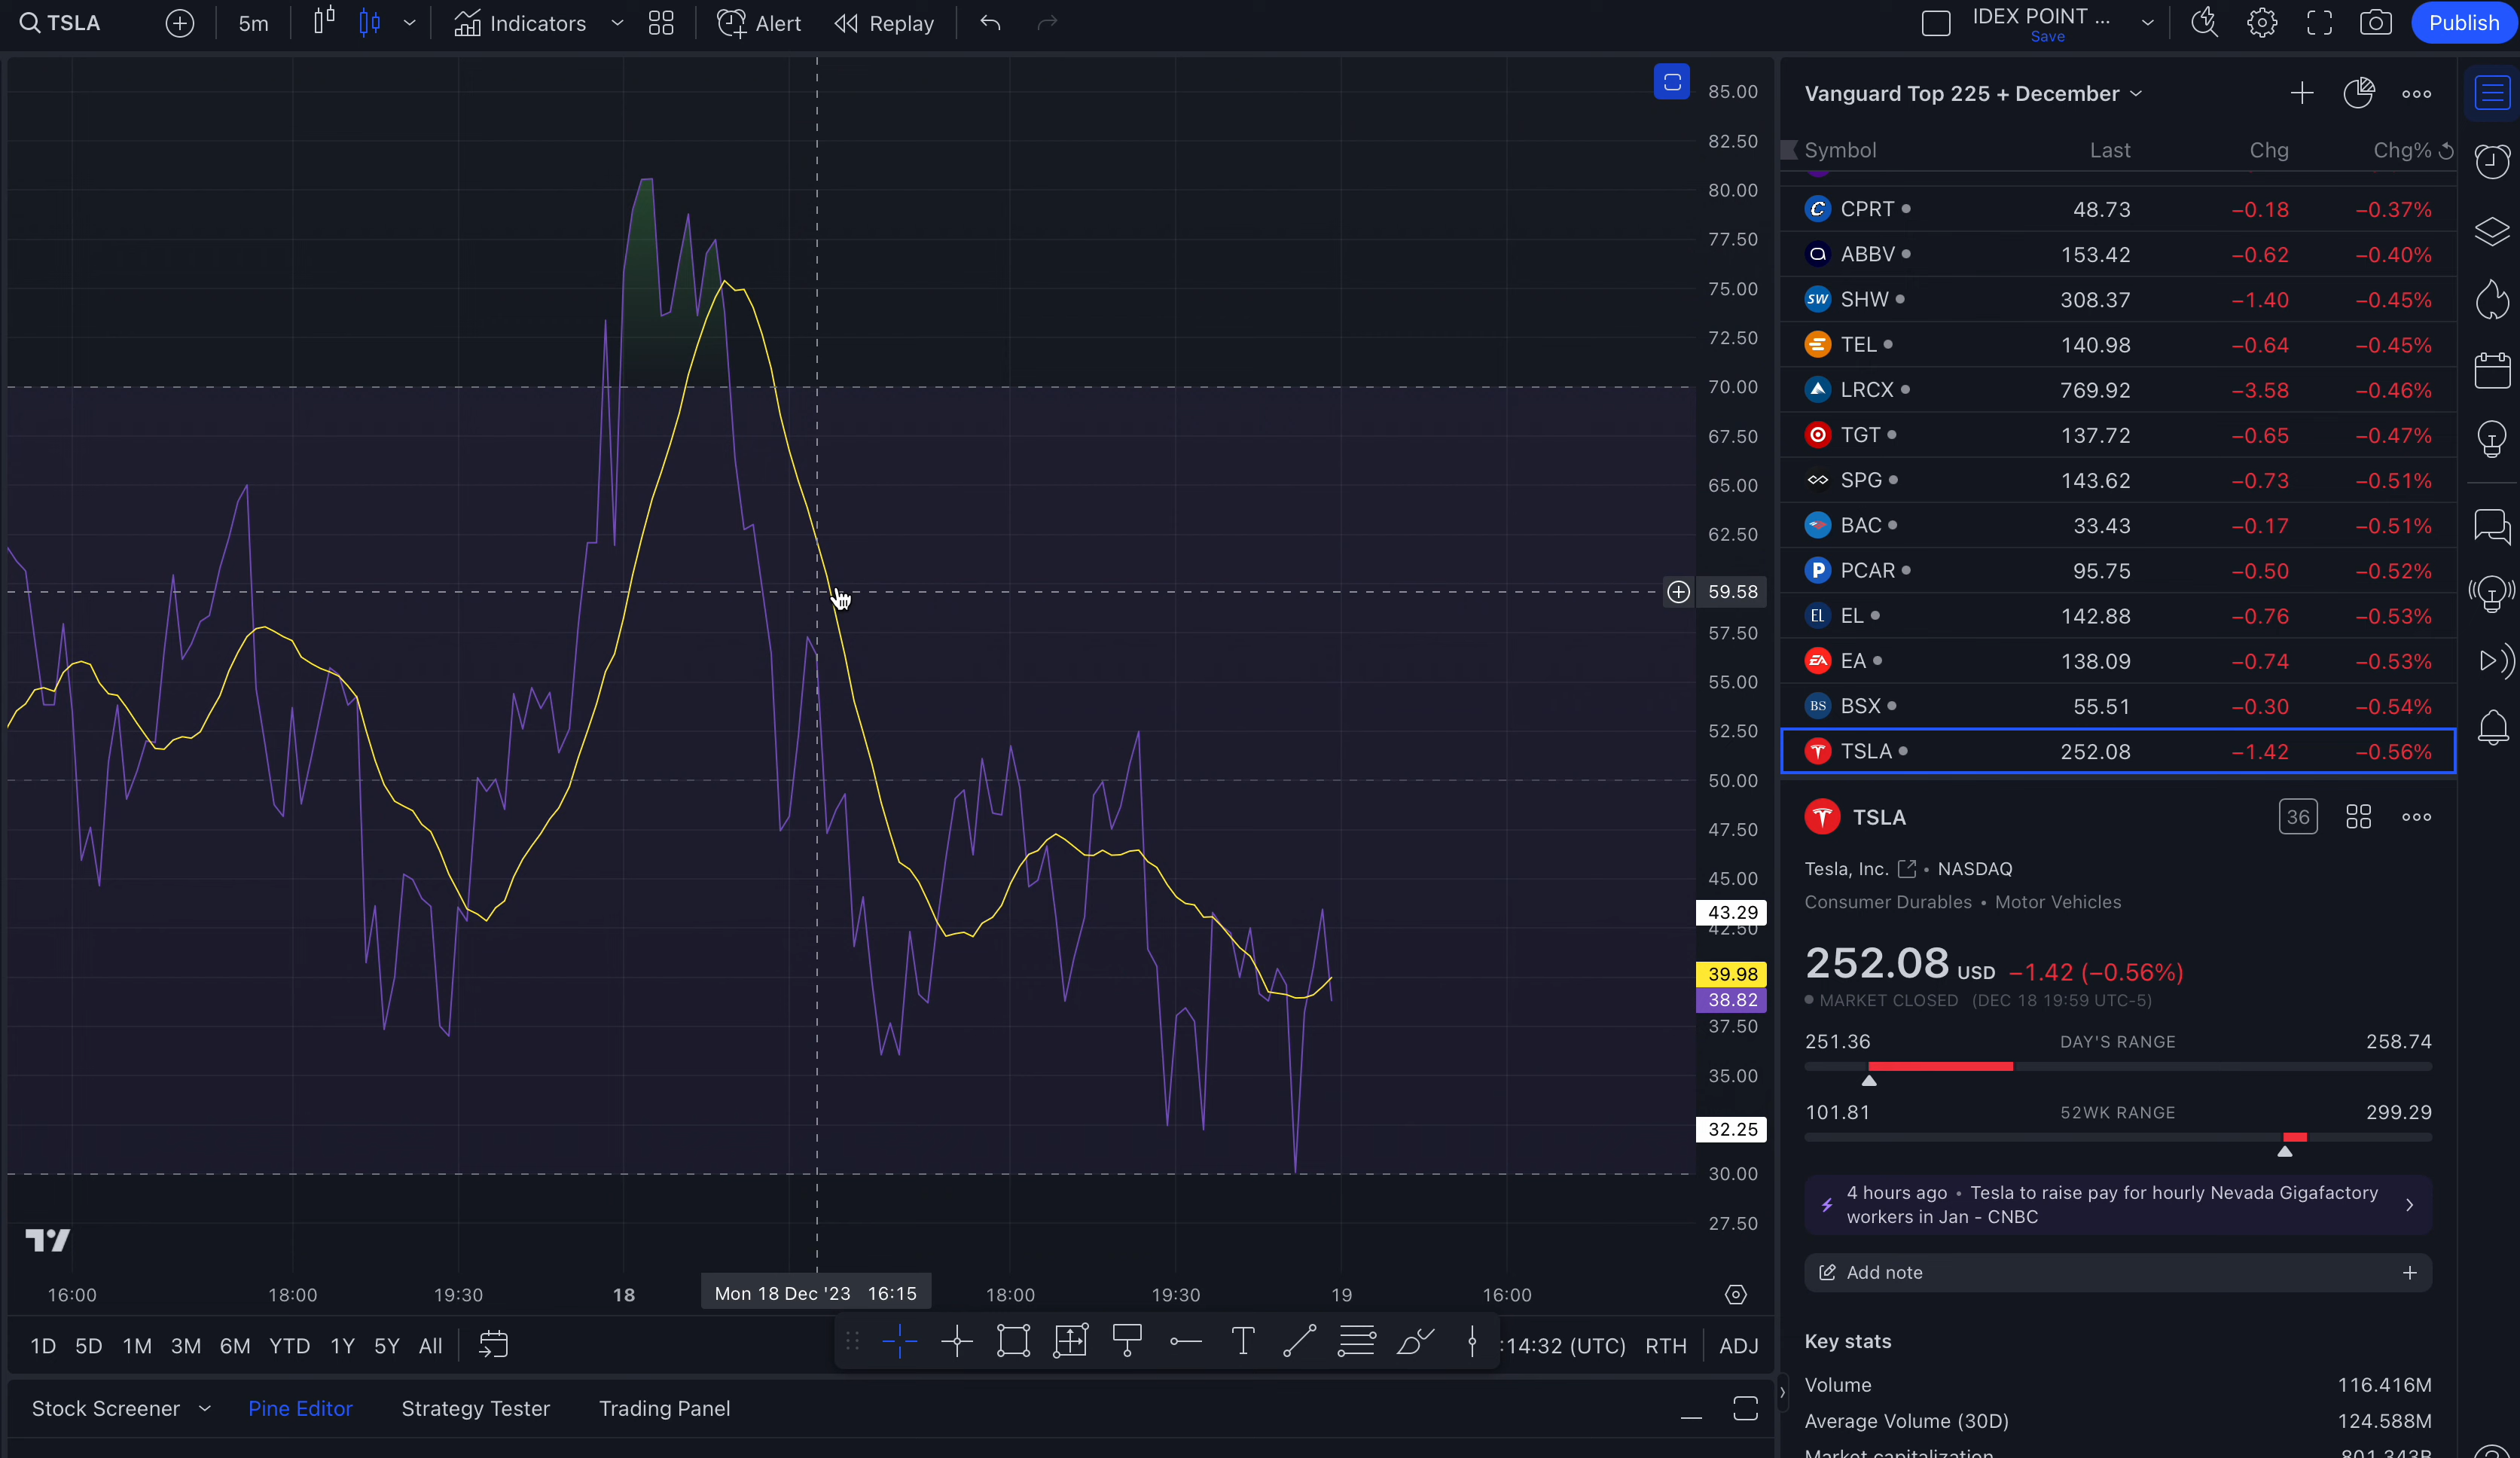 TSLA 5m Indicators Alert Replay IDEX POINT ... Publish
Save
85.00
82.50
80.00
77.50
75.00
72.50
70.00
67.50
65.00
62.50
59.58
57.50
55.00
52.50
50.00
47.50
45.00
43.29
42.50
39.98
38.82
37.50
35.00
32.25
30.00
27.50
16:00 18:00 19:30 18 Mon 18 Dec '23 16:15 18:00 19:30 19 16:00
1D 5D 1M 3M 6M YTD 1Y 5Y All :14:32 (UTC) RTH ADJ
Stock Screener Pine Editor Strategy Tester Trading Panel
Vanguard Top 225 + December
Symbol Last Chg Chg%
CPRT 48.73 −0.18 −0.37%
ABBV 153.42 −0.62 −0.40%
SW SHW 308.37 −1.40 −0.45%
TEL 140.98 −0.64 −0.45%
LRCX 769.92 −3.58 −0.46%
TGT 137.72 −0.65 −0.47%
SPG 143.62 −0.73 −0.51%
BAC 33.43 −0.17 −0.51%
P PCAR 95.75 −0.50 −0.52%
EL EL 142.88 −0.76 −0.53%
EA EA 138.09 −0.74 −0.53%
BS BSX 55.51 −0.30 −0.54%
TSLA 252.08 −1.42 −0.56%
TSLA 36
Tesla, Inc. • NASDAQ
Consumer Durables • Motor Vehicles
252.08 USD −1.42 (−0.56%)
MARKET CLOSED (DEC 18 19:59 UTC-5)
251.36 DAY'S RANGE 258.74
101.81 52WK RANGE 299.29
4 hours ago • Tesla to raise pay for hourly Nevada Gigafactory
workers in Jan - CNBC
Add note
Key stats
Volume 116.416M
Average Volume (30D) 124.588M
Market capitalization 801.343B